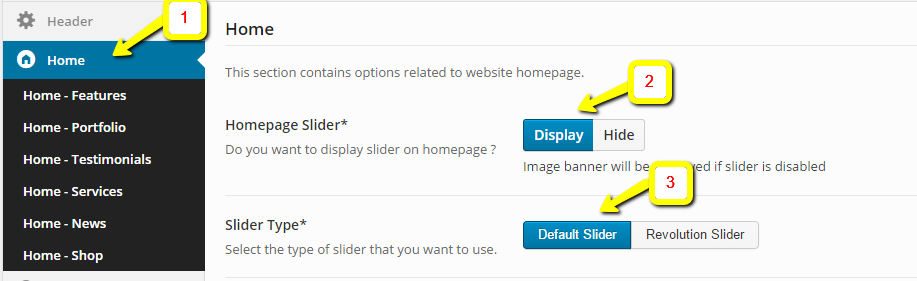 Header
1
Home
Home - Features
Home - Portfolio
Home - Testimonials
Home - Services
Home - News
Home - Shop
Home
This section contains options related to website homepage.
2
Homepage Slider*
Do you want to display slider on homepage ?
Display Hide
Image banner will be if slider is disabled
3
Slider Type*
Select the type of slider that you want to use.
Default Slider Revolution Slider